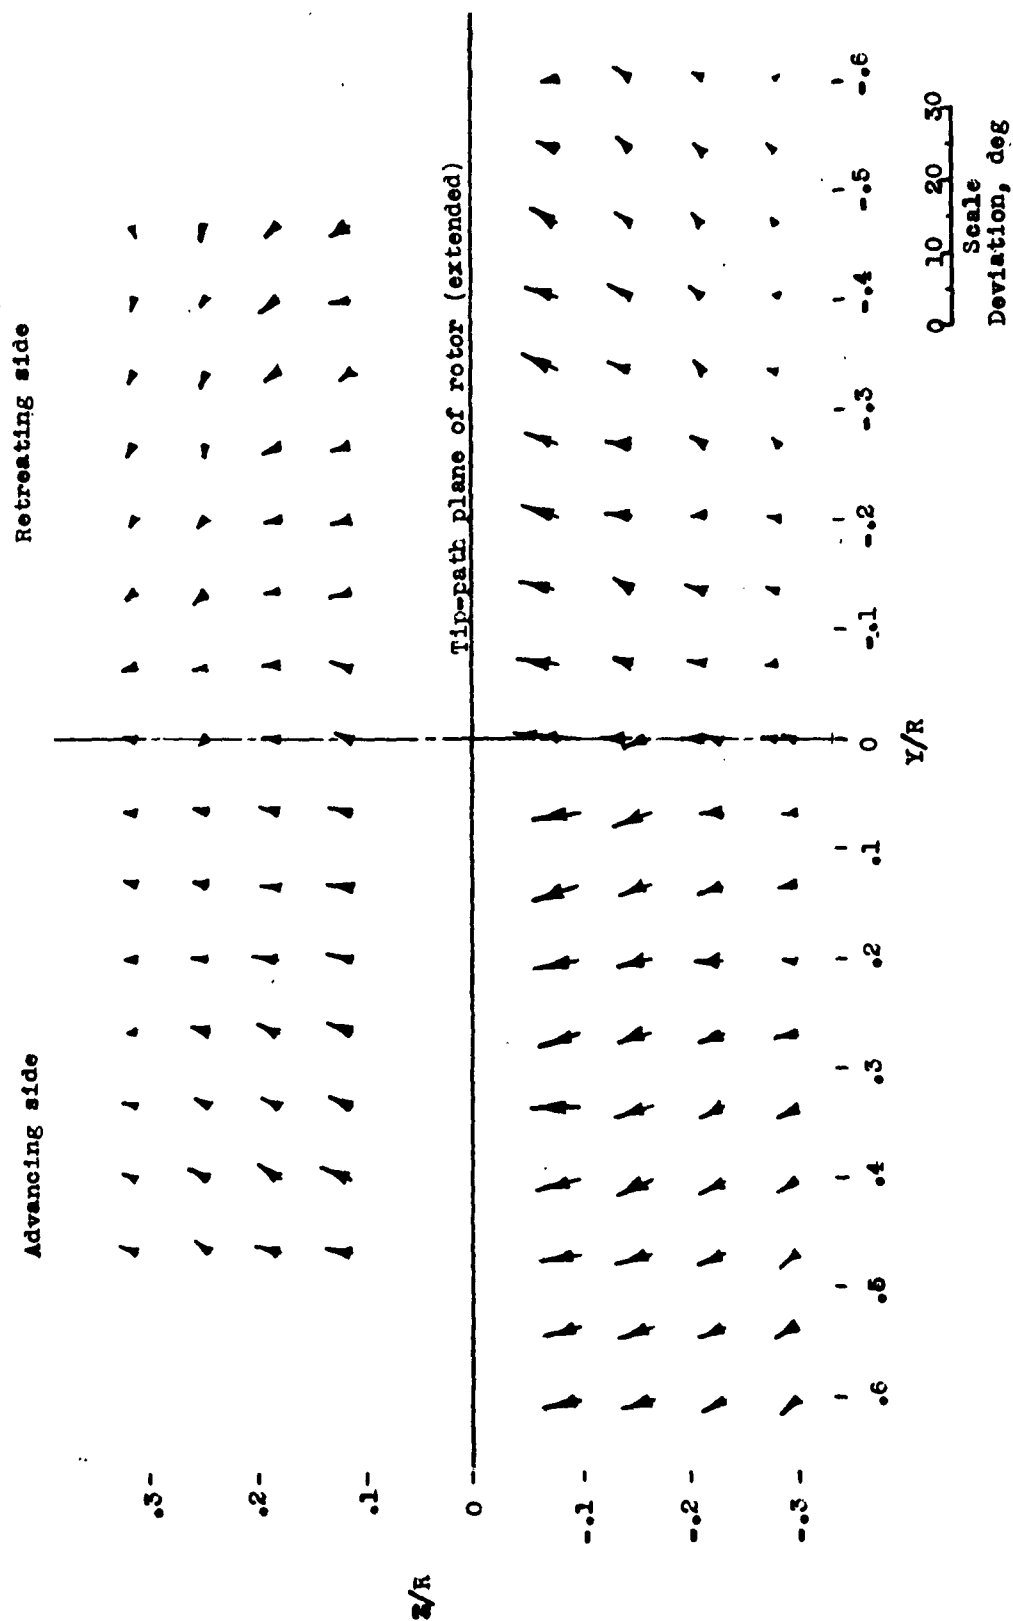 Advancing side
Retreating side
Tip-path plane of rotor (extended)
Z/R
.3
.2
.1
0
-.1
-.2
-.3
.6
.5
.4
.3
.2
.1
0
-.1
-.2
-.3
-.4
-.5
-.6
Y/R
0 10 20 30
Scale
Deviation, deg